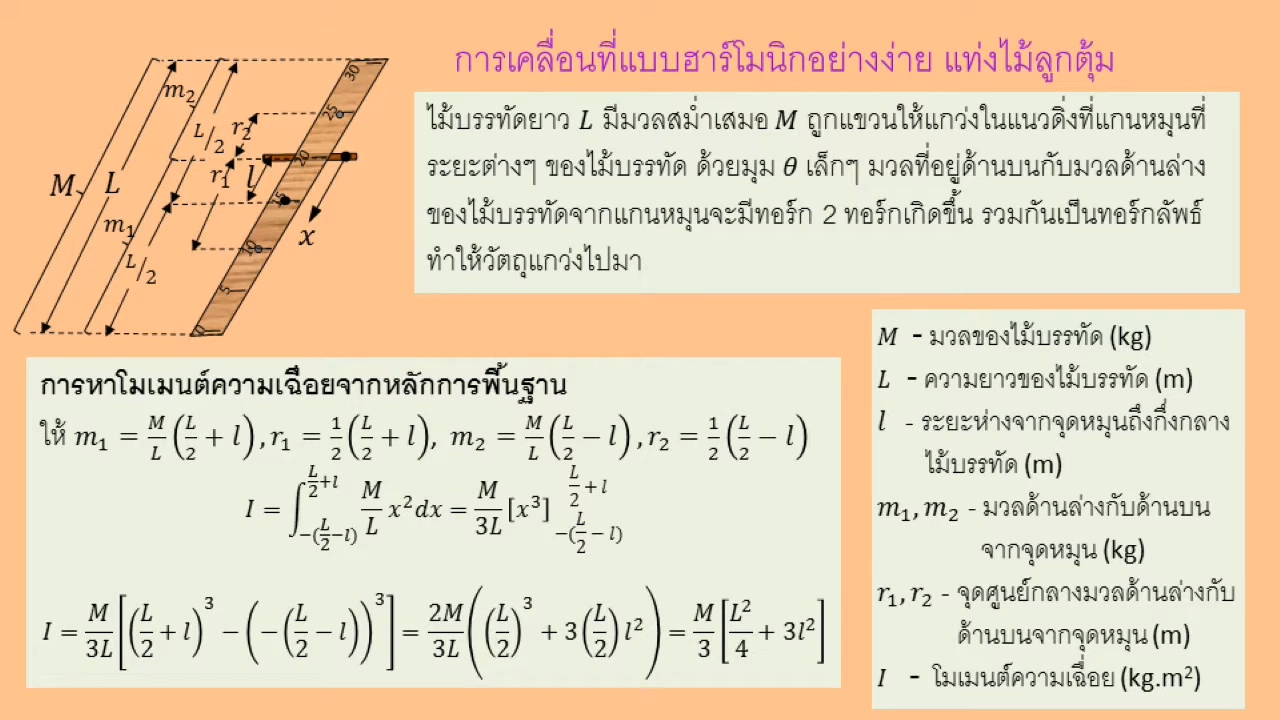 การเคลื่อนที่แบบฮาร์โมนิกอย่างง่าย แท่งไม้ลูกตุ้ม
ไม้บรรทัดยาว L มีมวลสม่ำเสมอ M ถูกแขวนให้แกว่งในแนวดิ่งที่แกนหมุนที่
ระยะต่างๆ ของไม้บรรทัด ด้วยมุม θ เล็กๆ มวลที่อยู่ด้านบนกับมวลด้านล่าง
ของไม้บรรทัดจากแกนหมุนจะมีทอร์ก 2 ทอร์กเกิดขึ้น รวมกันเป็นทอร์กลัพธ์
ทำให้วัตถุแกว่งไปมา
m₂
L/2
r₂
r₁
l
M
L
m₁
L/2
x
30
25
20
15
10
5
0
การหาโมเมนต์ความเฉื่อยจากหลักการพื้นฐาน
ให้ m₁ = M/L (L/2 + l), r₁ = 1/2 (L/2 + l), m₂ = M/L (L/2 − l), r₂ = 1/2 (L/2 − l)
I = ∫_{−(L/2−l)}^{L/2+l} M/L x²dx = M/3L [x³]_{−(L/2−l)}^{L/2+l}
I = M/3L [(L/2 + l)³ − (−(L/2 − l))³] = 2M/3L ((L/2)³ + 3(L/2)l²) = M/3 [L²/4 + 3l²]
M - มวลของไม้บรรทัด (kg)
L - ความยาวของไม้บรรทัด (m)
l - ระยะห่างจากจุดหมุนถึงกึ่งกลาง
ไม้บรรทัด (m)
m₁, m₂ - มวลด้านล่างกับด้านบน
จากจุดหมุน (kg)
r₁, r₂ - จุดศูนย์กลางมวลด้านล่างกับ
ด้านบนจากจุดหมุน (m)
I - โมเมนต์ความเฉื่อย (kg.m²)